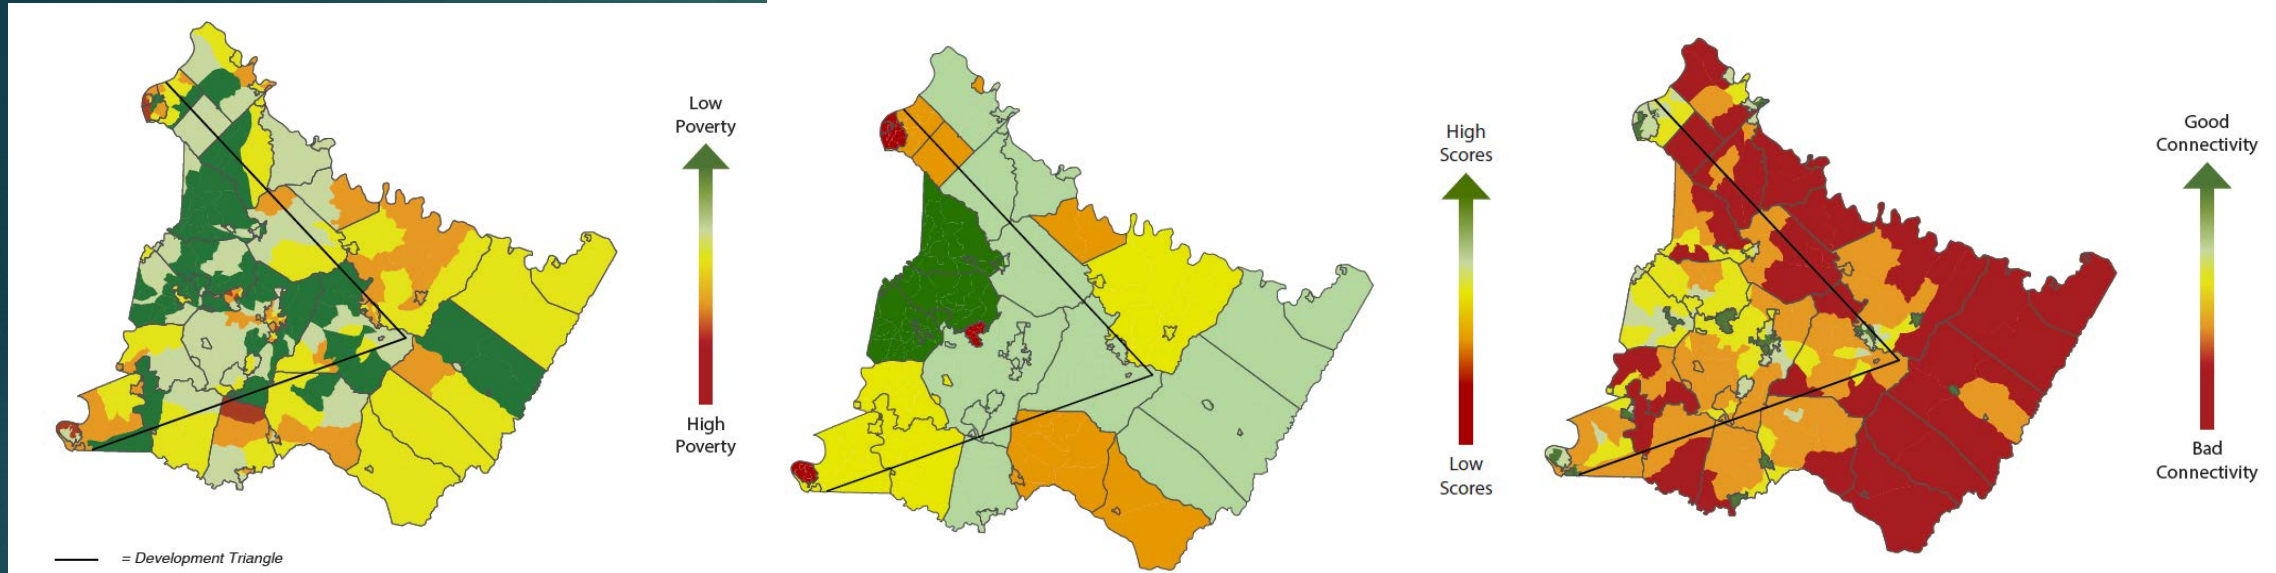 Low
Poverty
High
Poverty
= Development Triangle
High
Scores
Low
Scores
Good
Connectivity
Bad
Connectivity